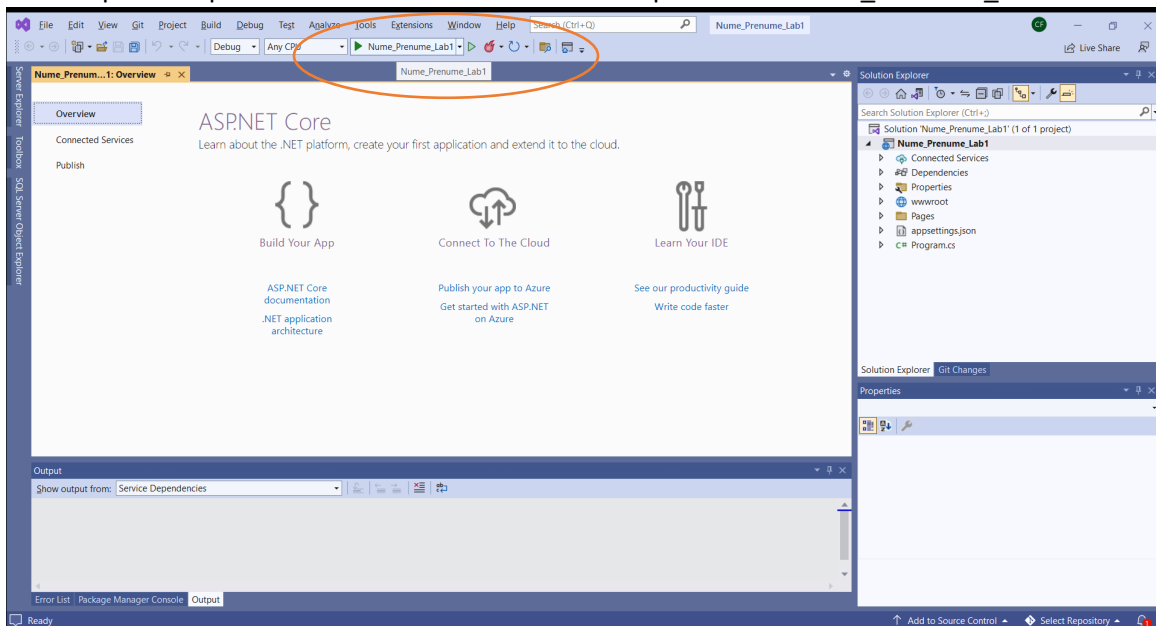 File Edit View Git Project Build Debug Test Analyze Tools Extensions Window Help Search (Ctrl+Q) Nume_Prenume_Lab1 CF
Debug Any CPU Nume_Prenume_Lab1 Live Share
Nume_Prenume_Lab1
Server Explorer
Toolbox
SQL Server Object Explorer
Nume_Prenum...1: Overview
Overview
Connected Services
Publish
ASP.NET Core
Learn about the .NET platform, create your first application and extend it to the cloud.
Build Your App
ASP.NET Core
documentation
.NET application
architecture
Connect To The Cloud
Publish your app to Azure
Get started with ASP.NET
on Azure
Learn Your IDE
See our productivity guide
Write code faster
Solution Explorer
Search Solution Explorer (Ctrl+;)
Solution 'Nume_Prenume_Lab1' (1 of 1 project)
Nume_Prenume_Lab1
Connected Services
Dependencies
Properties
wwwroot
Pages
appsettings.json
C# Program.cs
Solution Explorer Git Changes
Properties
Output
Show output from: Service Dependencies
Error List Package Manager Console Output
Ready Add to Source Control Select Repository 1